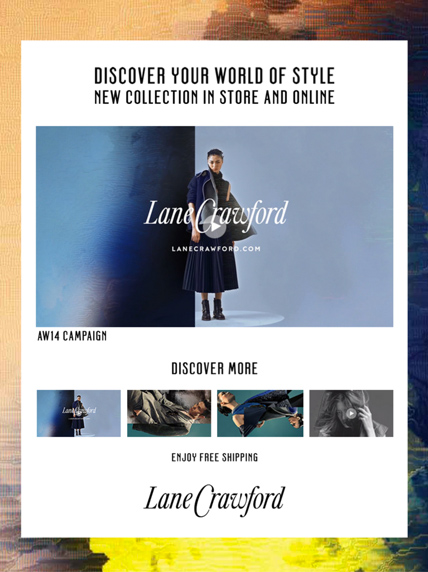 DISCOVER YOUR WORLD OF STYLE
NEW COLLECTION IN STORE AND ONLINE
Lane Crawford
LANECRAWFORD.COM
AW14 CAMPAIGN
DISCOVER MORE
Lane Crawford
ENJOY FREE SHIPPING
Lane Crawford